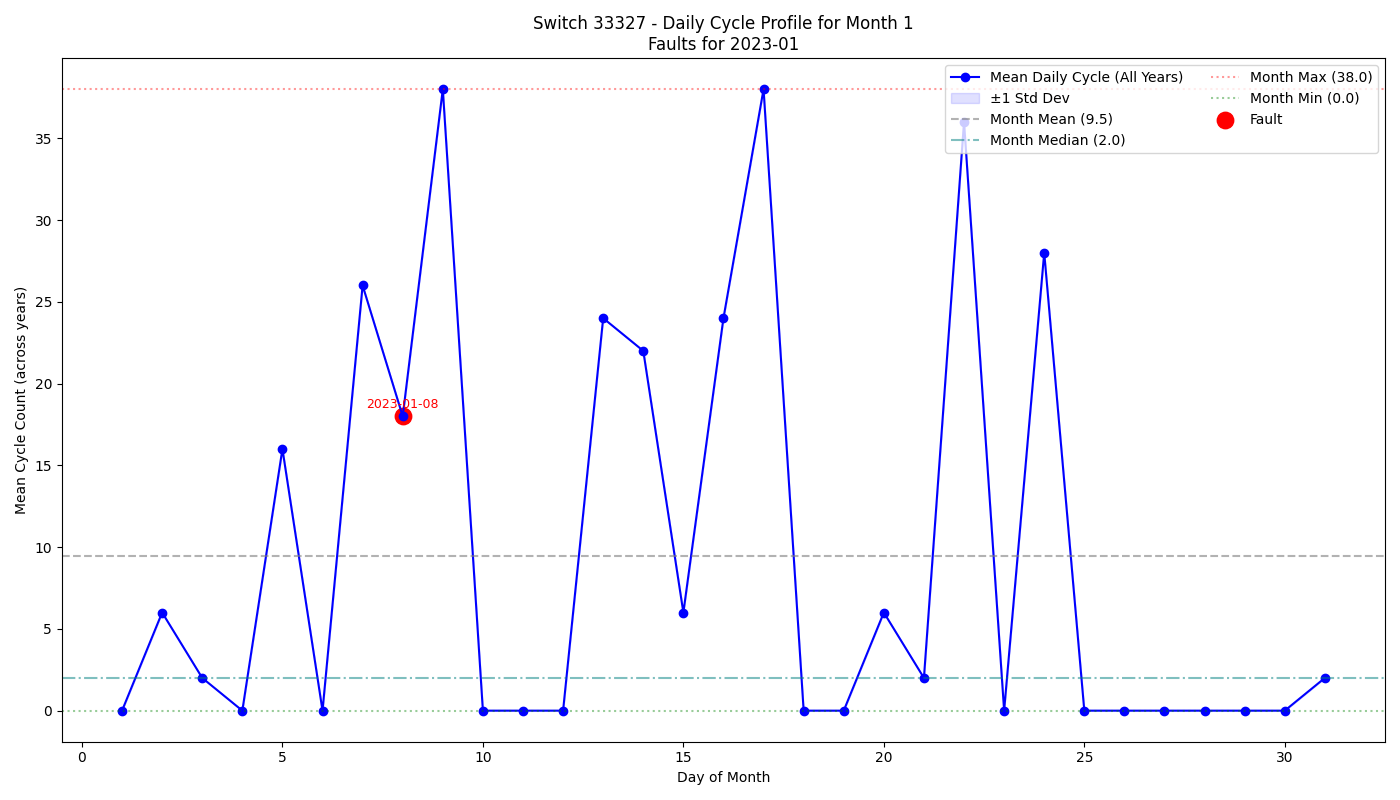 Switch 33327 - Daily Cycle Profile for Month 1
Faults for 2023-01
Mean Daily Cycle (All Years)
±1 Std Dev
Month Mean (9.5)
Month Median (2.0)
Month Max (38.0)
Month Min (0.0)
Fault
2023-01-08
Mean Cycle Count (across years)
35
30
25
20
15
10
5
0
0 5 10 15 20 25 30
Day of Month